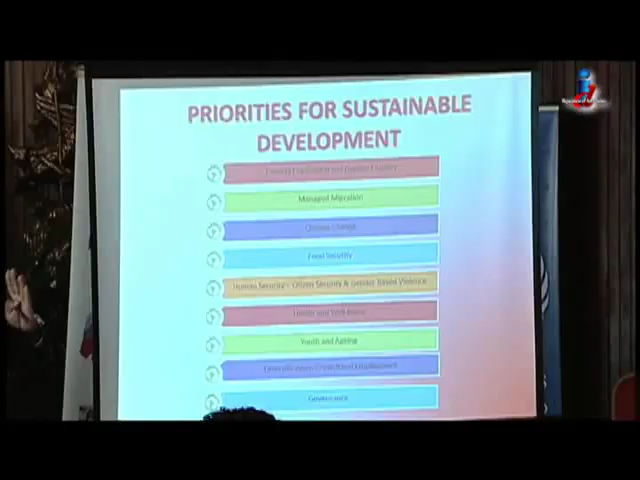 PRIORITIES FOR SUSTAINABLE
DEVELOPMENT
Managed Migration
Climate Change
Food Security
Human Security – Citizen Security & Gender Based Violence
Health and Well-being
Youth and Ageing
Governance